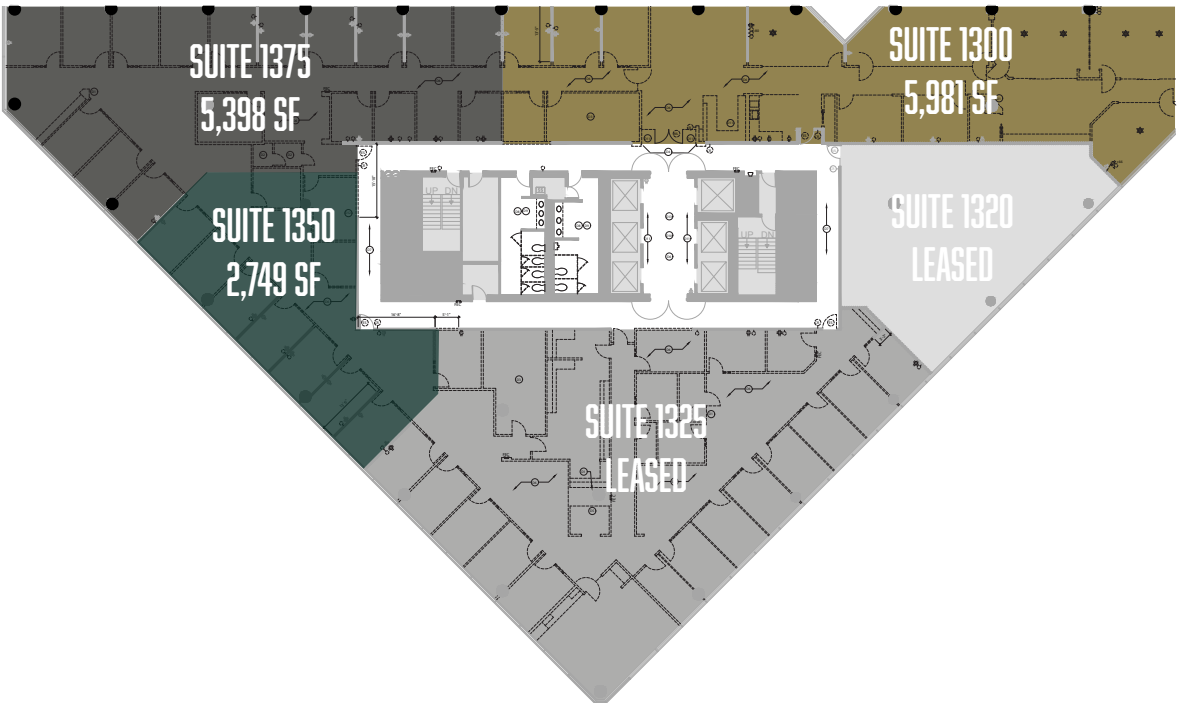 SUITE 1375
5,398 SF
SUITE 1300
5,981 SF
SUITE 1350
2,749 SF
SUITE 1320
LEASED
UP DN
UP DN
SUITE 1325
LEASED